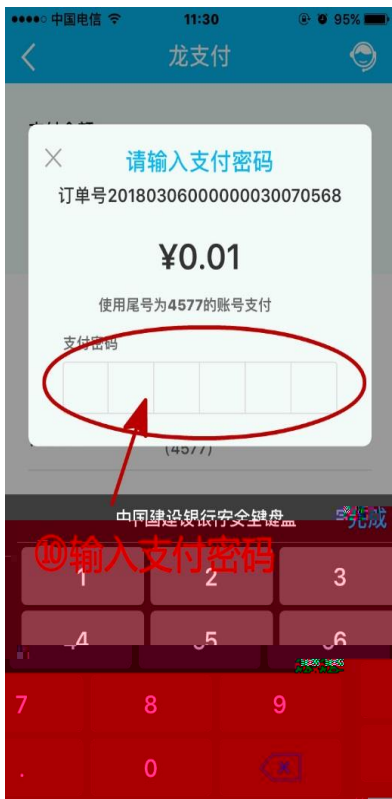 中国电信 11:30 95%
龙支付
请输入支付密码
订单号20180306000000030070568
¥0.01
使用尾号为4577的账号支付
支付密码
(4577)
中国建设银行安全键盘 完成
⑩输入支付密码
1 2 3
4 5 6
7 8 9
. 0